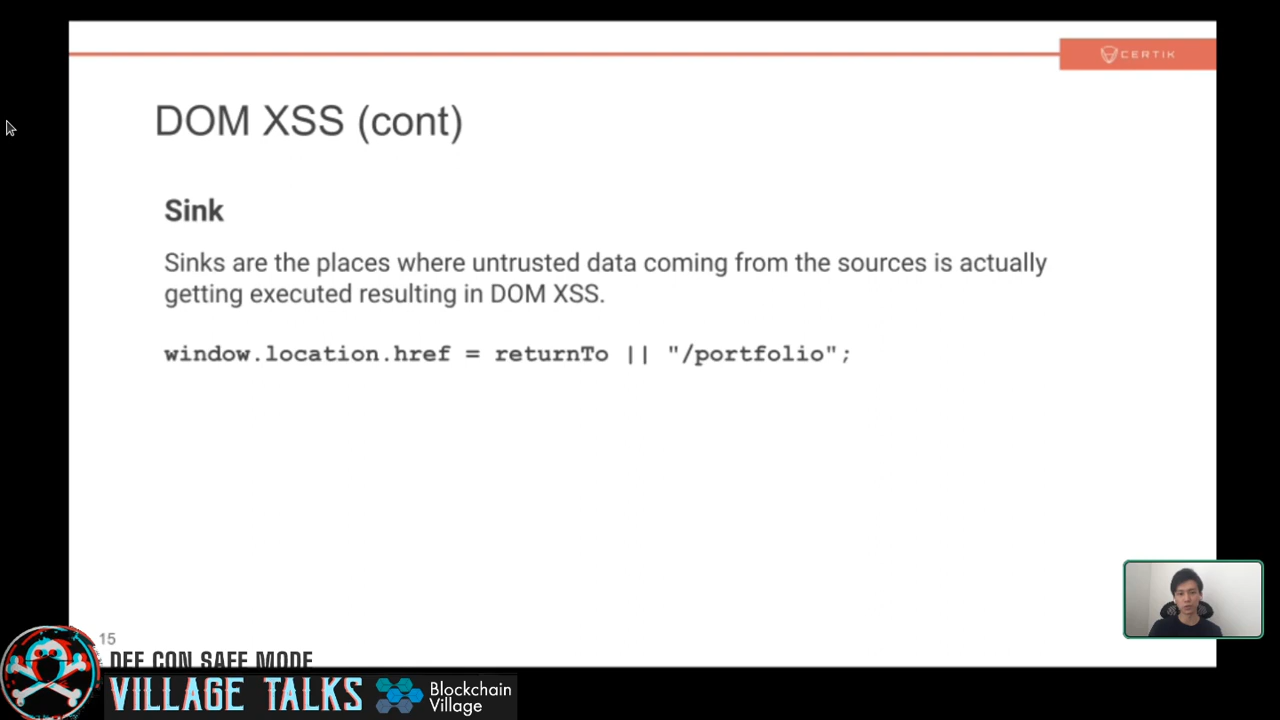 CERTIK
DOM XSS (cont)
Sink
Sinks are the places where untrusted data coming from the sources is actually
getting executed resulting in DOM XSS.
window.location.href = returnTo || "/portfolio";
15
DEF CON SAFE MODE
VILLAGE TALKS
Blockchain
Village